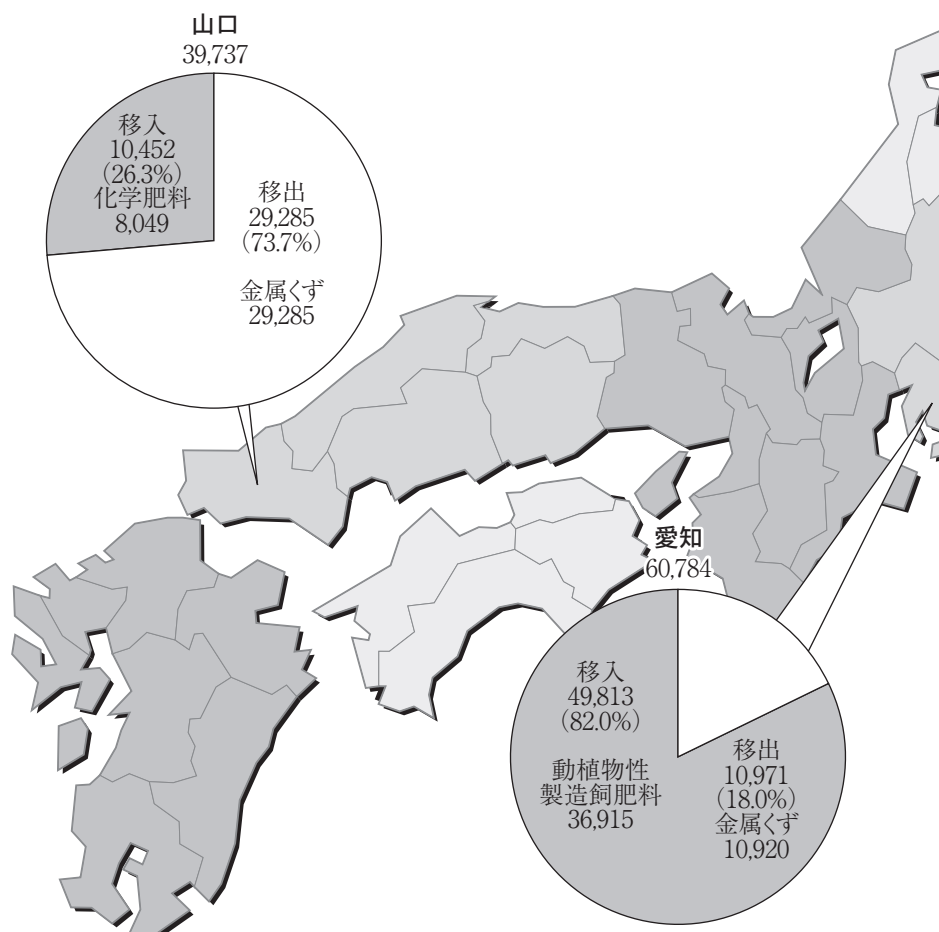 山口
39,737
移入
10,452
(26.3%)
化学肥料
8,049
移出
29,285
(73.7%)
金属くず
29,285
愛知
60,784
移入
49,813
(82.0%)
動植物性
製造飼肥料
36,915
移出
10,971
(18.0%)
金属くず
10,920